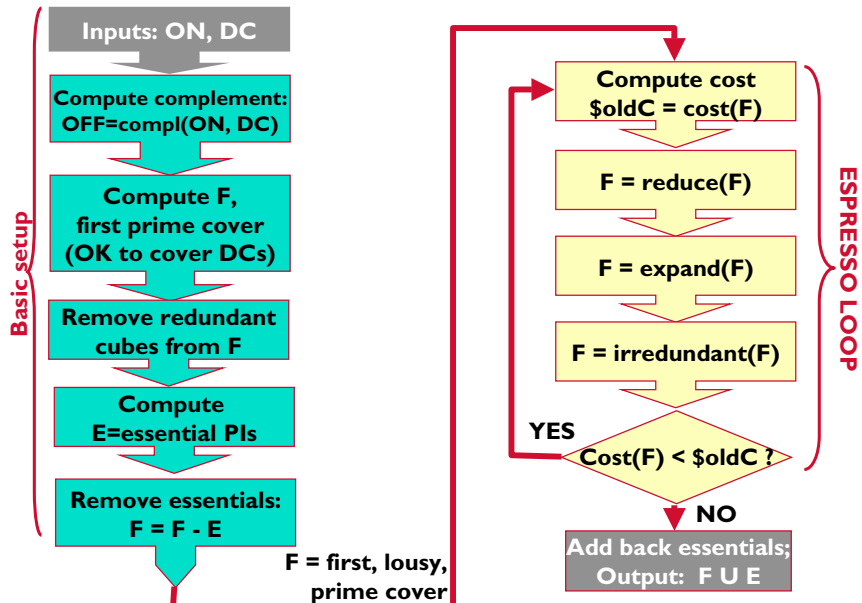 Basic setup
Inputs: ON, DC
Compute complement:
OFF=compl(ON, DC)
Compute F,
first prime cover
(OK to cover DCs)
Remove redundant
cubes from F
Compute
E=essential PIs
Remove essentials:
F = F - E
F = first, lousy,
prime cover
Compute cost
$oldC = cost(F)
F = reduce(F)
F = expand(F)
F = irredundant(F)
YES
Cost(F) < $oldC ?
NO
Add back essentials;
Output: F U E
ESPRESSO LOOP